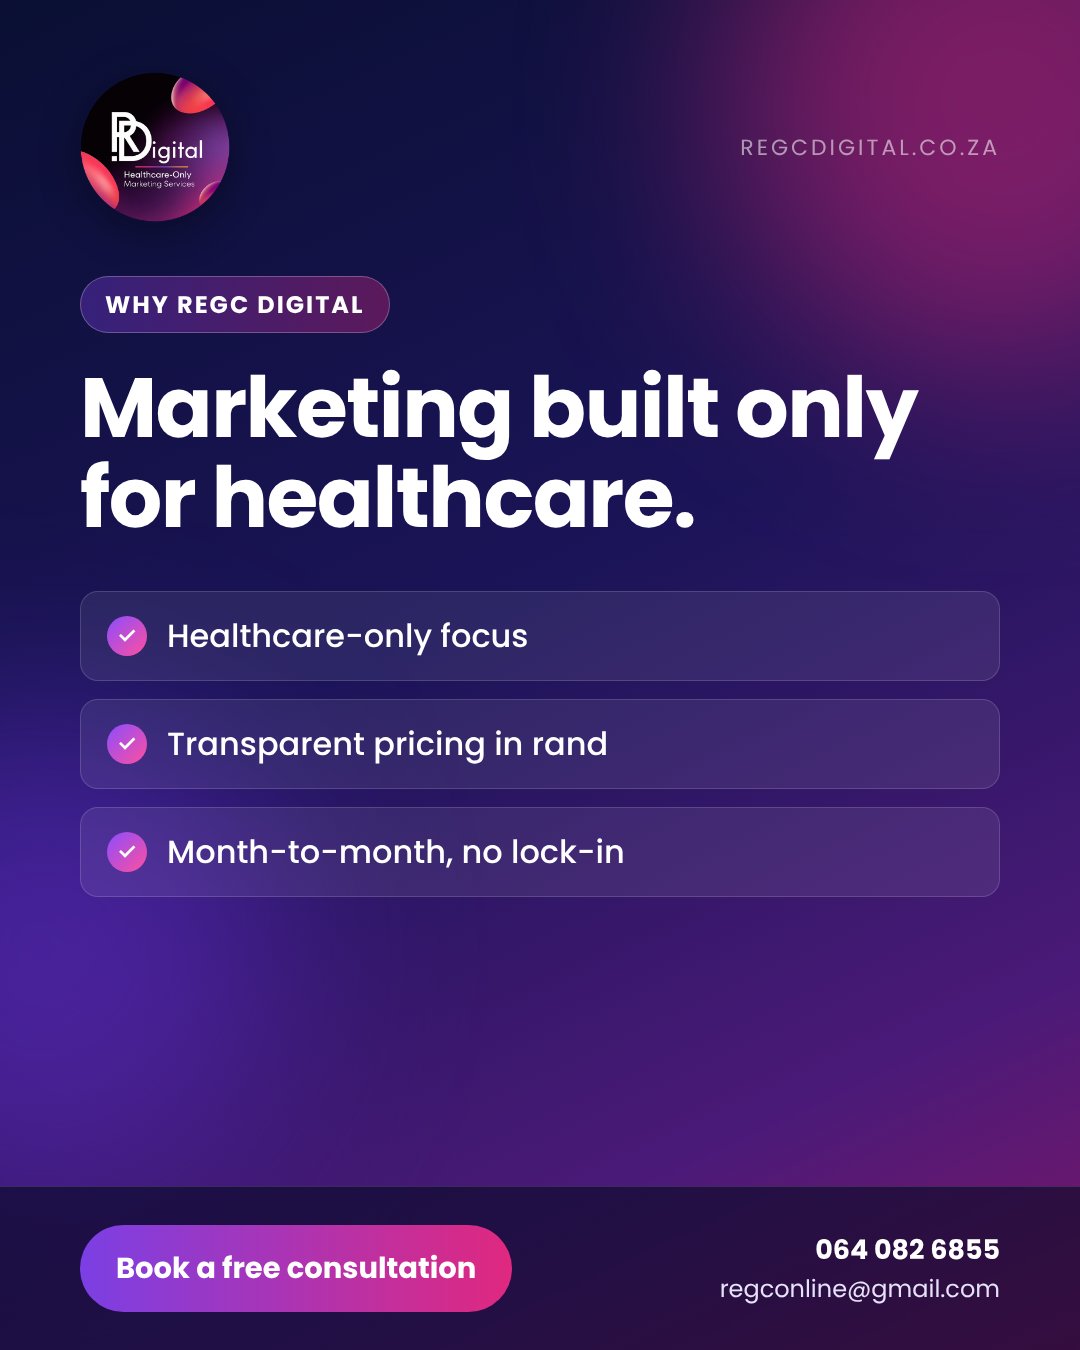 RDigital
Healthcare-Only
Marketing Services
REGCDIGITAL.CO.ZA
WHY REGC DIGITAL
Marketing built only
for healthcare.
Healthcare-only focus
Transparent pricing in rand
Month-to-month, no lock-in
Book a free consultation
064 082 6855
regconline@gmail.com